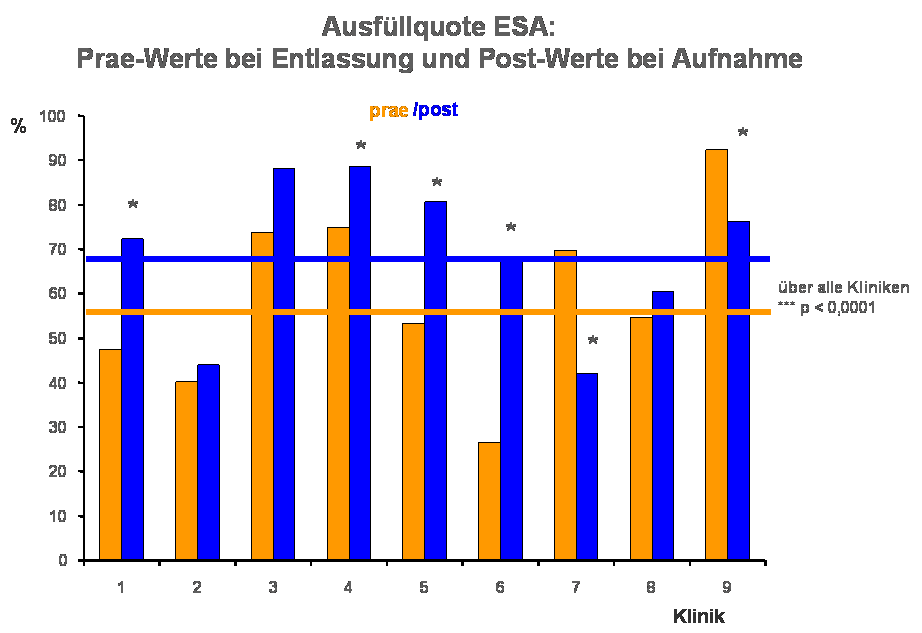 Ausfüllquote ESA:
Prae-Werte bei Entlassung und Post-Werte bei Aufnahme
prae /post
%
100
90
80
70
60
50
40
30
20
10
0
*
*
*
*
*
*
über alle Kliniken
*** p < 0,0001
1 2 3 4 5 6 7 8 9
Klinik